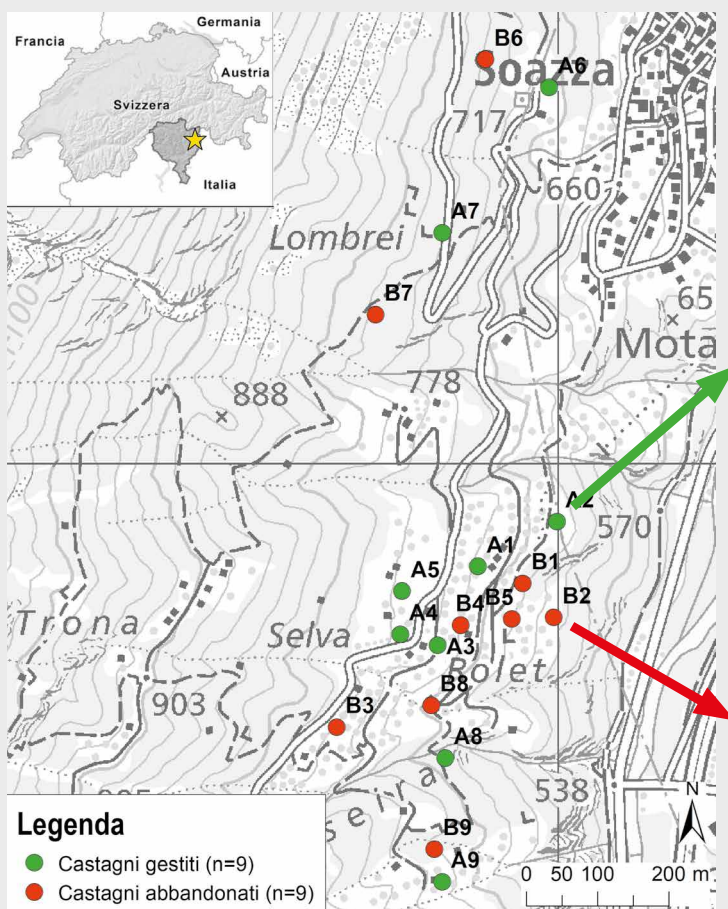 Germania
Francia
Austria
Svizzera
Italia
B6
Soazza
A6
717
660
A7
Lombrei
65
B7
Mota
778
888
A2
570
A1
B1
A5
B5
B2
B4
A4
Trona
Selva
A3
Rolet
903
B3
B8
A8
538
N
B9
A9
Legenda
Castagni gestiti (n=9)
Castagni abbandonati (n=9)
0 50 100 200 m